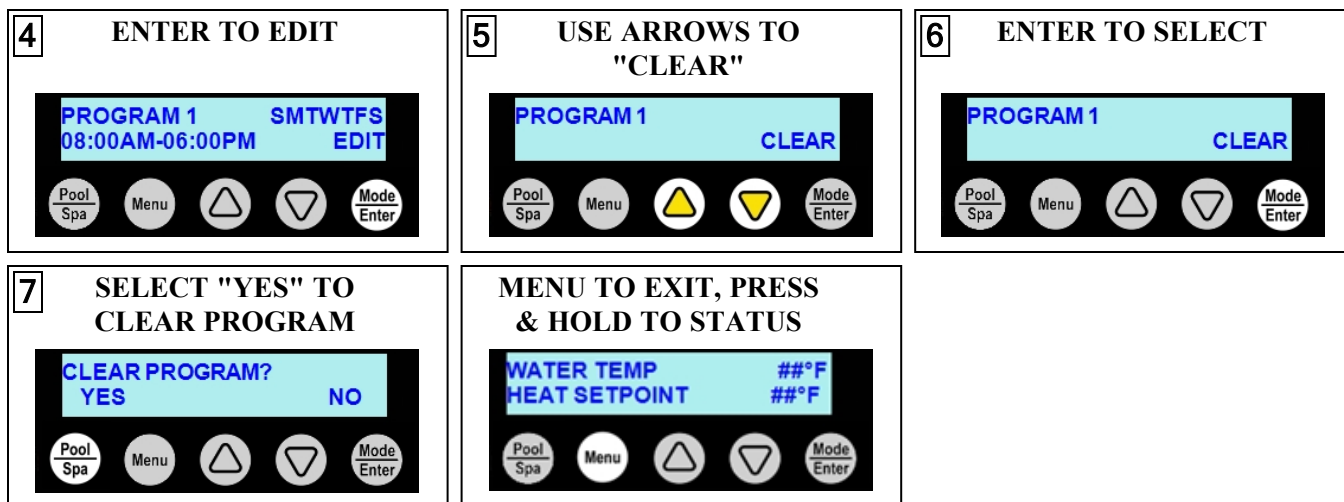 4
ENTER TO EDIT
PROGRAM 1 SMTWTFS
08:00AM-06:00PM EDIT
Pool
Spa
Menu
Mode
Enter
5
USE ARROWS TO
"CLEAR"
PROGRAM 1
CLEAR
Pool
Spa
Menu
Mode
Enter
6
ENTER TO SELECT
PROGRAM 1
CLEAR
Pool
Spa
Menu
Mode
Enter
7
SELECT "YES" TO
CLEAR PROGRAM
CLEAR PROGRAM?
YES NO
Pool
Spa
Menu
Mode
Enter
MENU TO EXIT, PRESS
& HOLD TO STATUS
WATER TEMP ##°F
HEAT SETPOINT ##°F
Pool
Spa
Menu
Mode
Enter